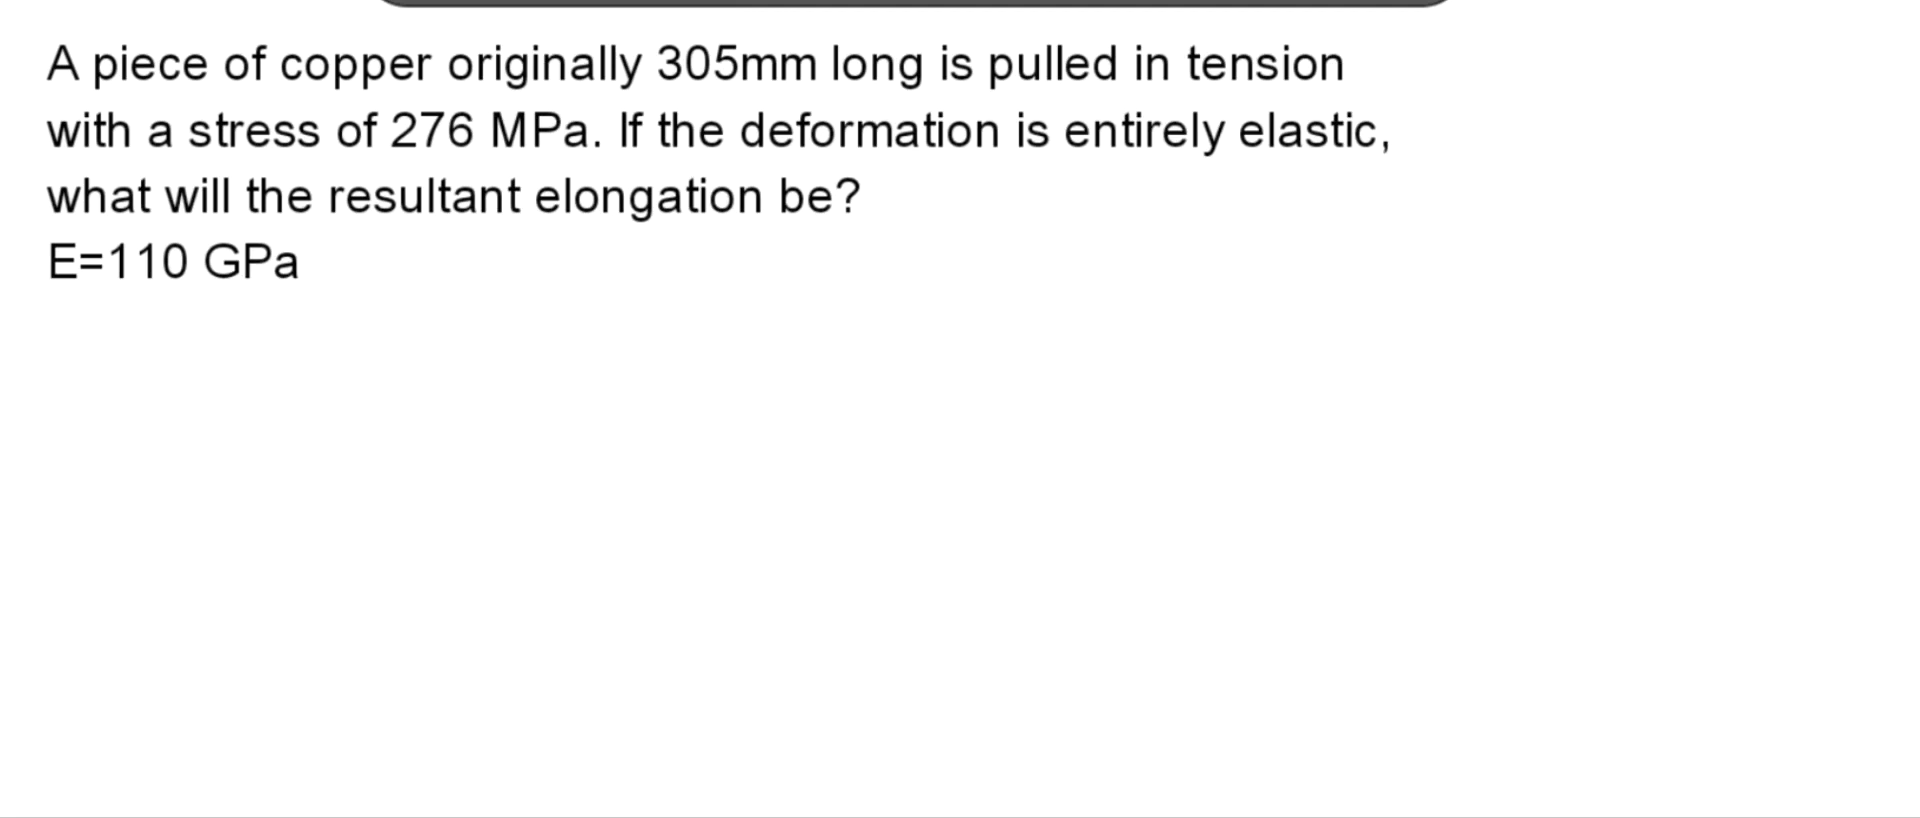 A piece of copper originally 305mm long is pulled in tension
with a stress of 276 MPa. If the deformation is entirely elastic,
what will the resultant elongation be?
E=110 GPa